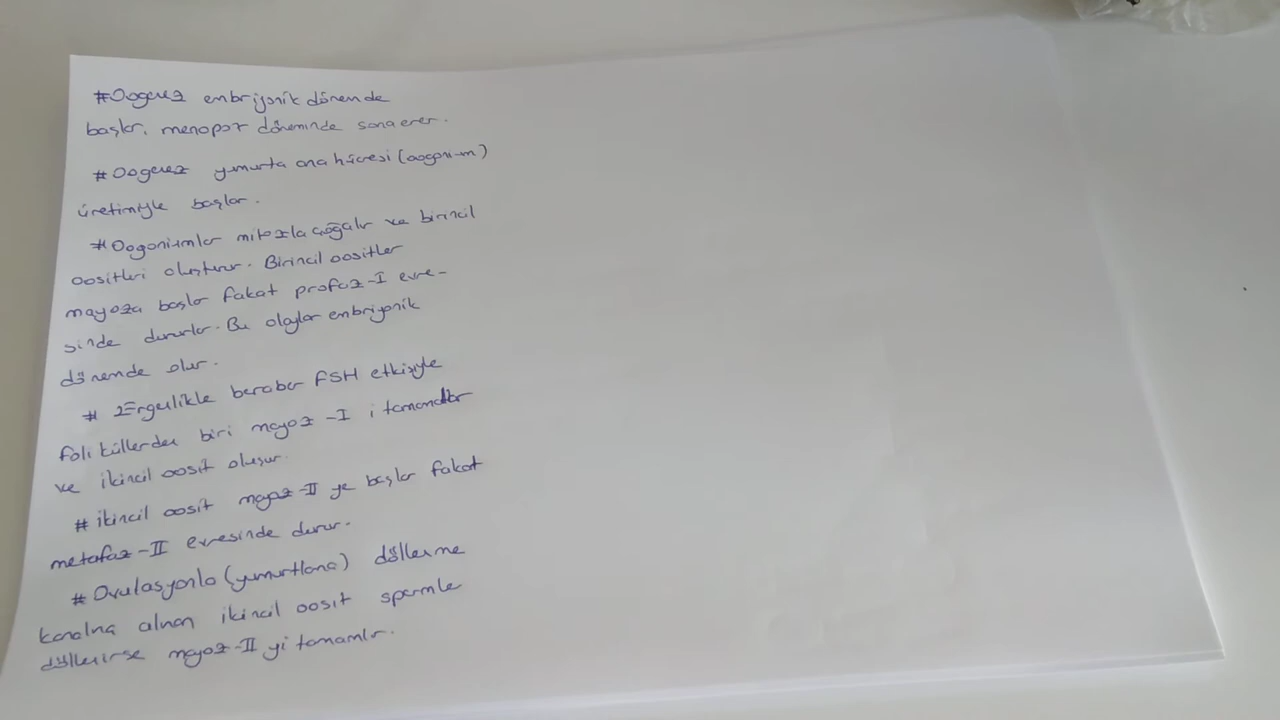 #Oogenez embriyonik dönemde
başlar, menopoz döneminde sona erer.
#Oogenez yumurta ana hücresi (oogonium)
üretimiyle başlar.
#Oogoniumlar mitozla çoğalır ve birincil
oositleri oluşturur. Birincil oositler
mayoza başlar fakat profaz-I evre-
sinde dururlar. Bu olaylar embriyonik
dönemde olur.
# Ergenlikle beraber FSH etkisiyle
foliküllerden biri mayoz-I i tamamlar
ve ikincil oosit oluşur.
# ikincil oosit mayoz-II ye başlar fakat
metafaz-II evresinde durur.
# Ovulasyonla (yumurtlama) döllenme
kanalına alınan ikincil oosit spermle
döllenirse mayoz-II yi tamamlar.